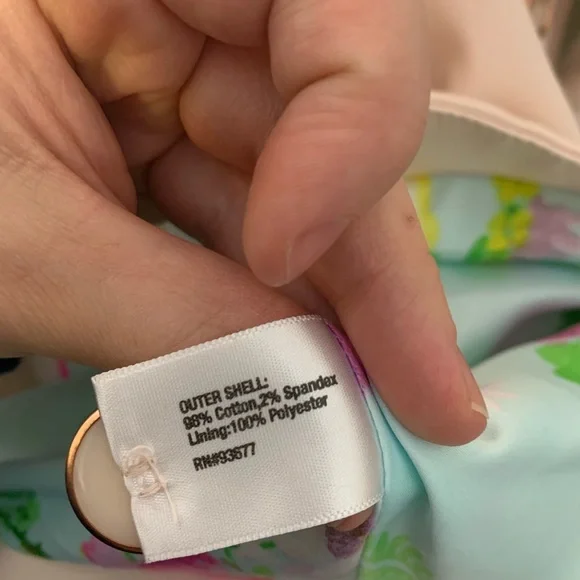 OUTER SHELL:
98% Cotton,2% Spandex
Lining:100% Polyester
RN#93677